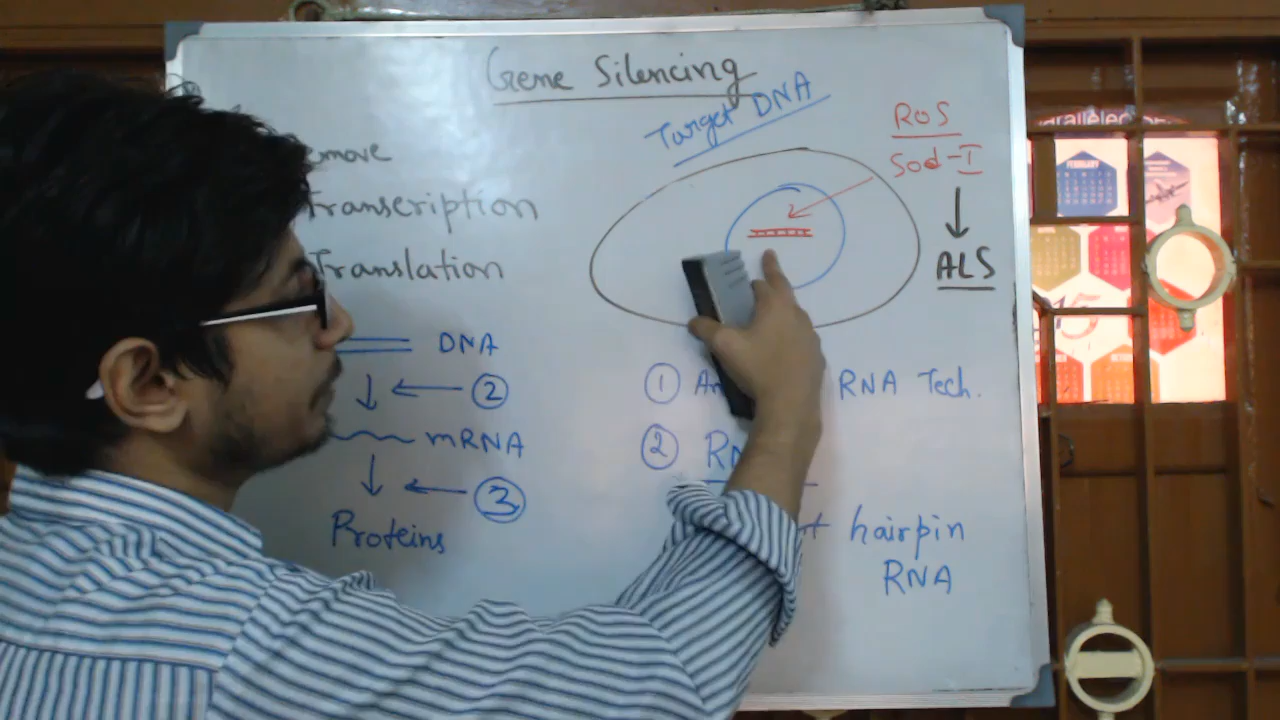 Gene Silencing
Transcription
Translation
DNA
②
mRNA
③
Proteins
Target DNA
ROS
Sod-I
ALS
① RNA Tech.
②
hairpin
RNA